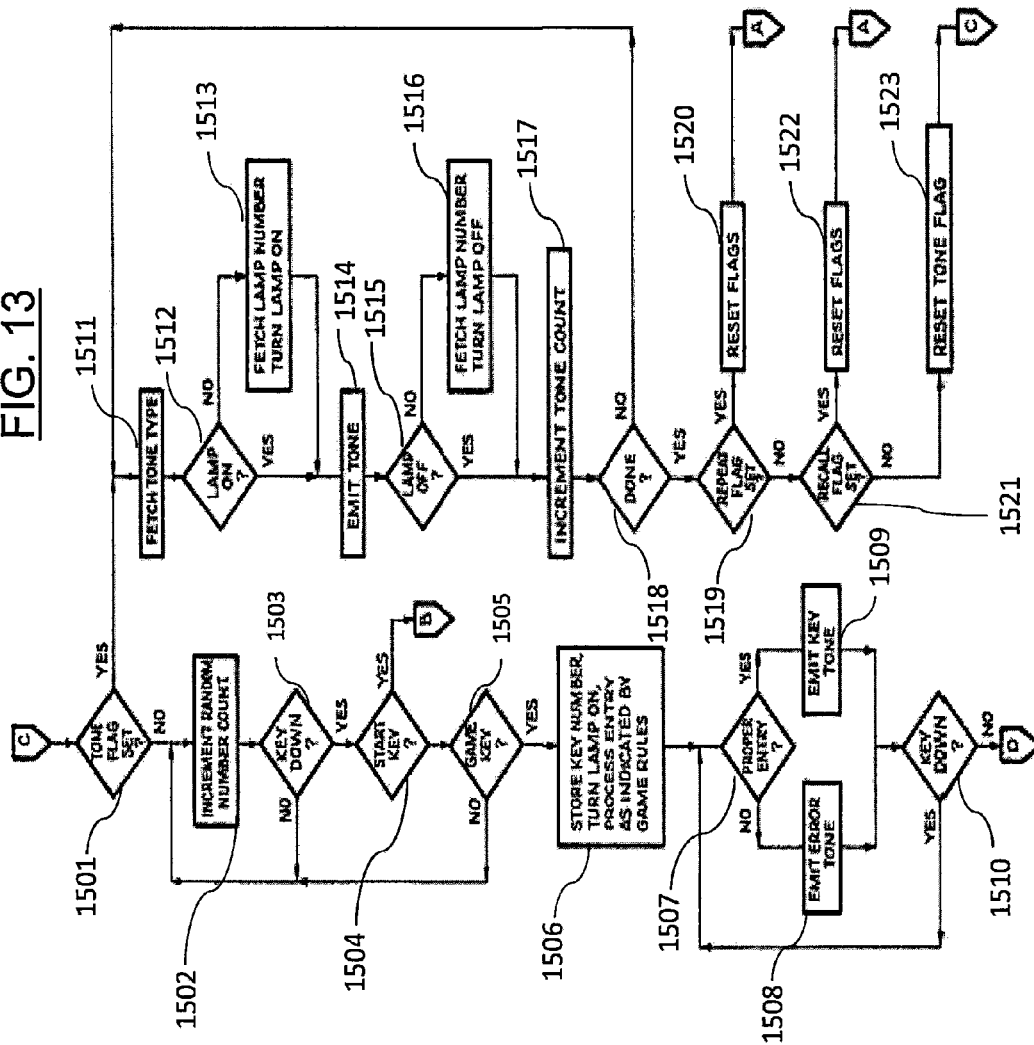 FIG. 13
C
TONE
FLAG
SET
?
YES
NO
1501
INCREMENT RANDOM
NUMBER COUNT
1502
KEY
DOWN
?
1503
NO
YES
START
KEY
?
1504
YES
B
GAME
KEY
?
1505
NO
YES
STORE KEY NUMBER,
TURN LAMP ON,
PROCESS ENTRY
AS INDICATED BY
GAME RULES
1506
PROPER
ENTRY
?
1507
NO
YES
EMIT ERROR
TONE
1508
EMIT KEY
TONE
1509
KEY
DOWN
?
1510
YES
NO
D
FETCH TONE TYPE
1511
LAMP
ON
?
1512
NO
YES
FETCH LAMP NUMBER
TURN LAMP ON
1513
EMIT TONE
1514
LAMP
OFF
?
1515
NO
YES
FETCH LAMP NUMBER
TURN LAMP OFF
1516
INCREMENT TONE COUNT
1517
DONE
?
1518
NO
YES
REPEAT
FLAG
SET
?
1519
YES
NO
RESET FLAGS
1520
A
RECALL
FLAG
SET
?
1521
YES
NO
RESET FLAGS
1522
A
RESET TONE FLAG
1523
C